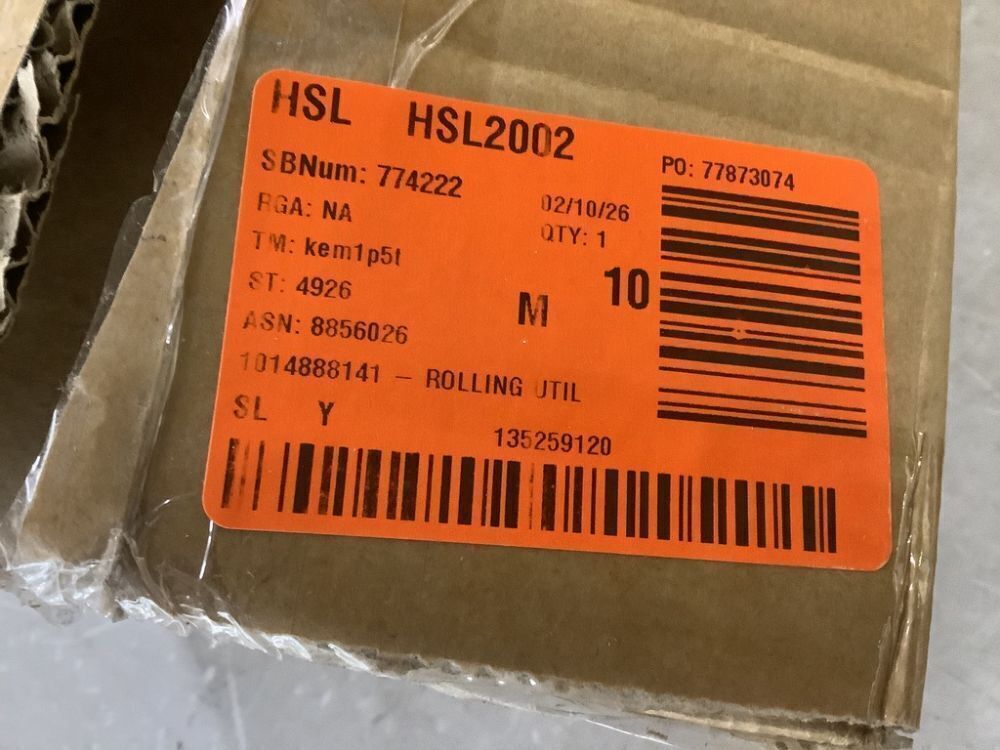 HSL HSL2002
SBNum: 774222
PO: 77873074
RGA: NA
02/10/26
TM: kem1p5t
QTY: 1
ST: 4926
M 10
ASN: 8856026
1014888141 – ROLLING UTIL
SL Y
135259120